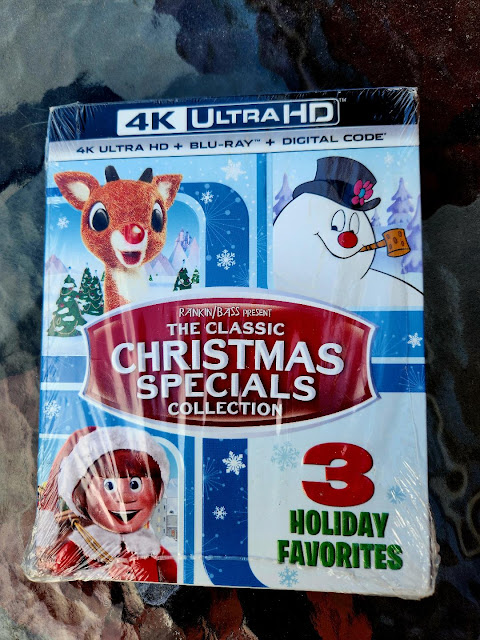 4K ULTRA HD™
4K ULTRA HD + BLU-RAY™ + DIGITAL CODE*
RANKIN/BASS PRESENT
THE CLASSIC
CHRISTMAS
SPECIALS
COLLECTION
3
HOLIDAY
FAVORITES